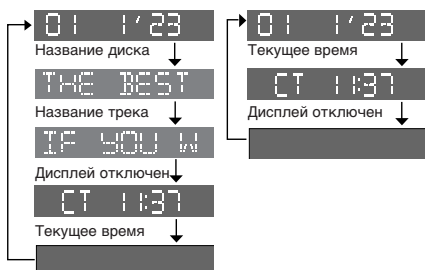 01 1'23
Название диска
THE BEST
Название трека
IF YOU W
Дисплей отключен
CT 11:37
Текущее время
01 1'23
Текущее время
CT 11:37
Дисплей отключен